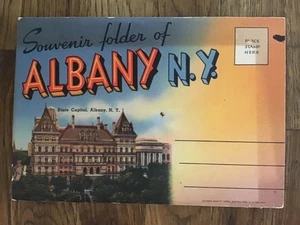 Souvenir folder of
ALBANY N.Y.
PLACE
STAMP
HERE
State Capitol, Albany, N. Y.